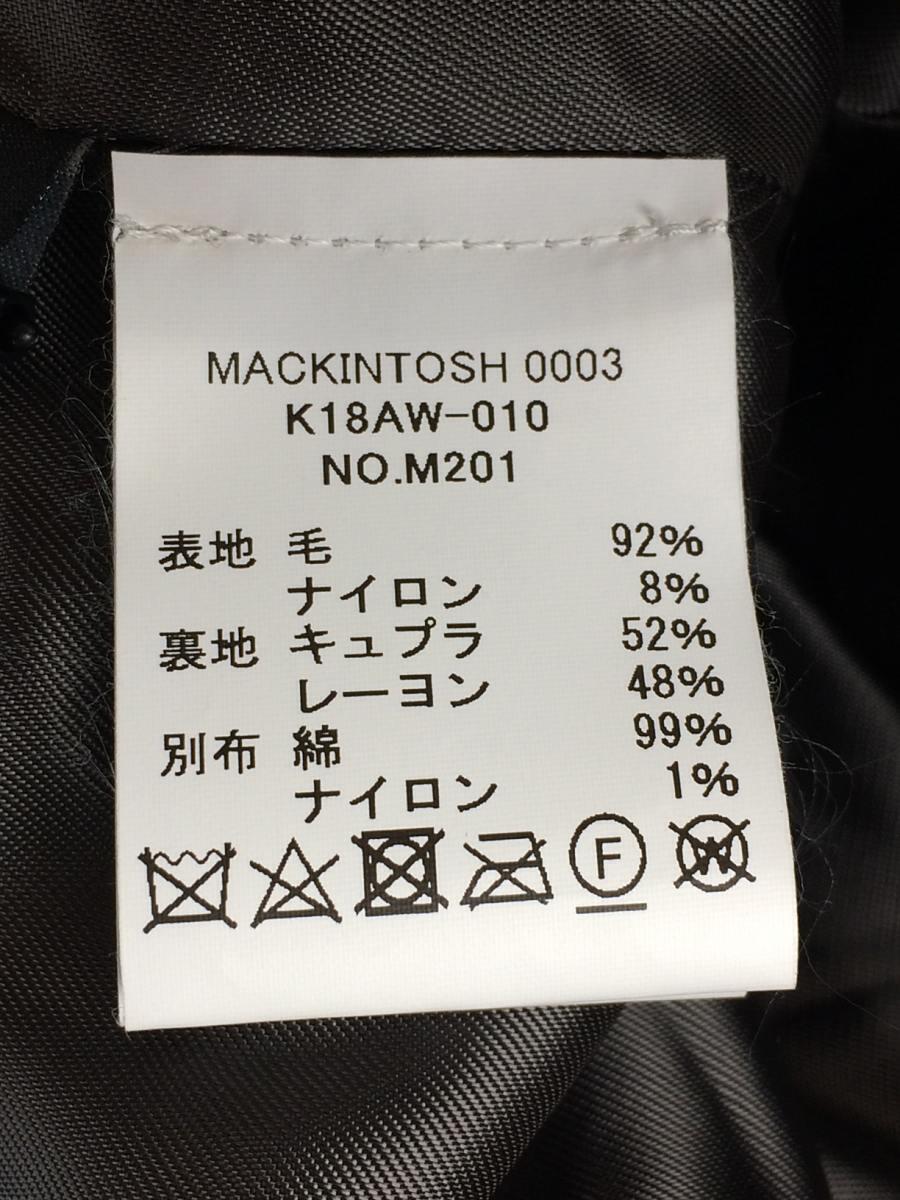 MACKINTOSH 0003
K18AW-010
NO.M201
表地 毛 92%
ナイロン 8%
裏地 キュプラ 52%
レーヨン 48%
別布 綿 99%
ナイロン 1%
F W